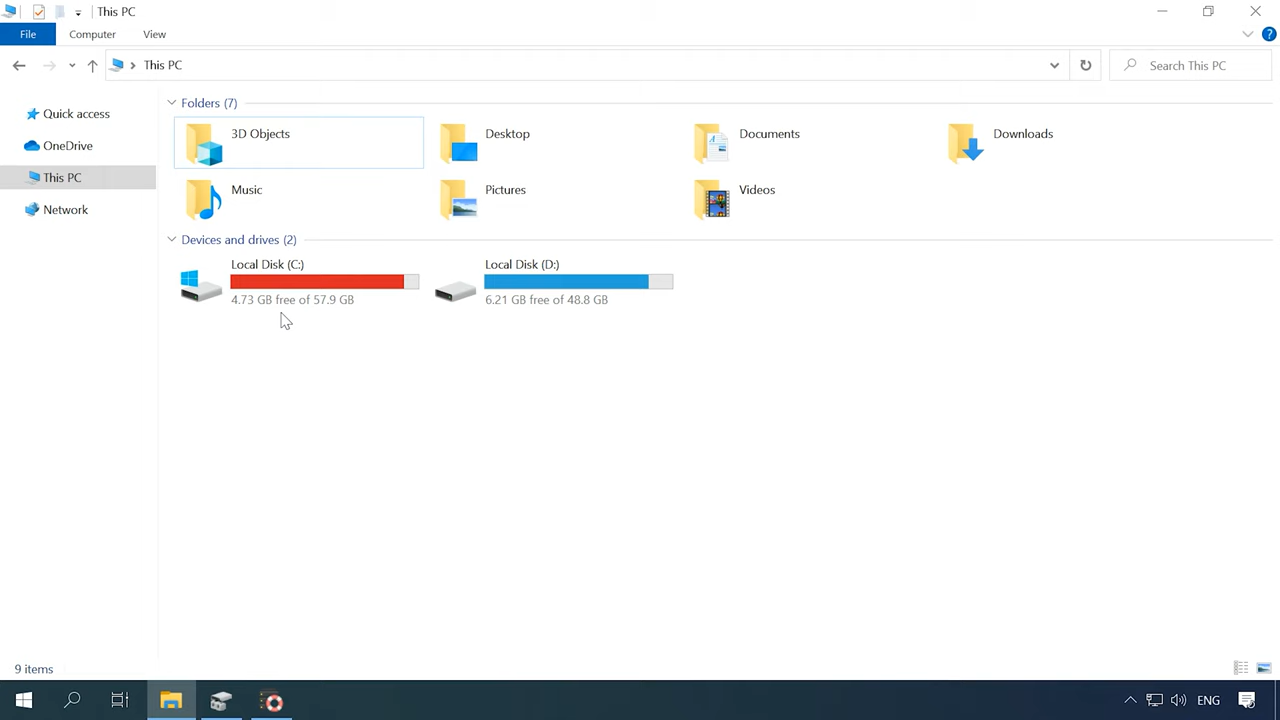 This PC
File Computer View
This PC Search This PC
Quick access
OneDrive
This PC
Network
Folders (7)
3D Objects Desktop Documents Downloads
Music Pictures Videos
Devices and drives (2)
Local Disk (C:) Local Disk (D:)
4.73 GB free of 57.9 GB 6.21 GB free of 48.8 GB
9 items
ENG